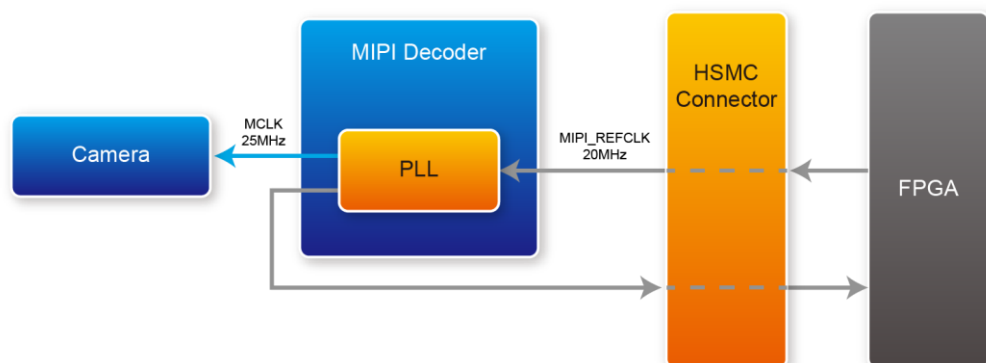 MIPI Decoder
HSMC
Connector
MCLK
25MHz
MIPI_REFCLK
20MHz
Camera
PLL
FPGA